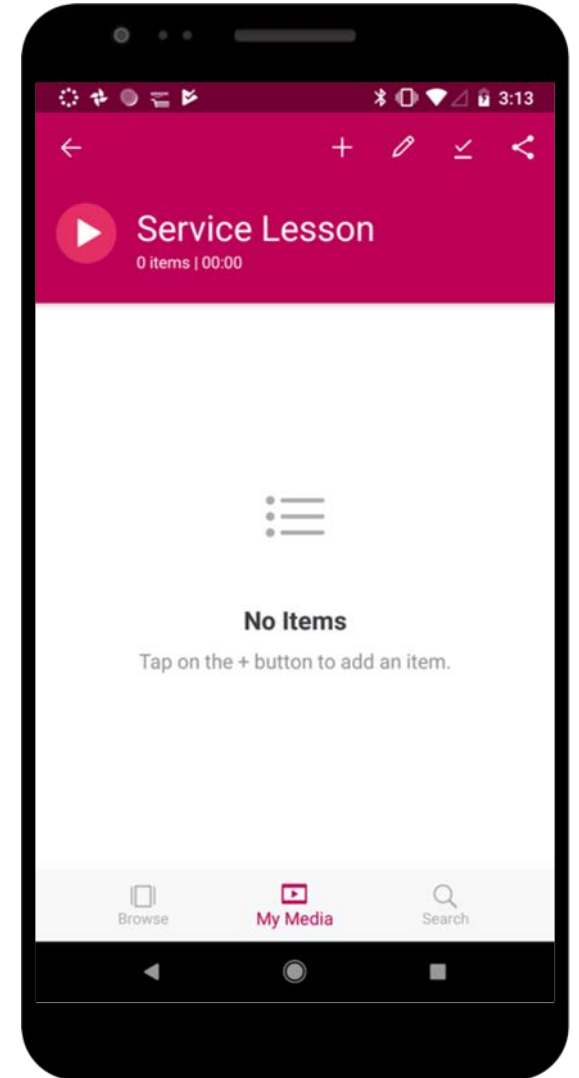 3:13
Service Lesson
0 items | 00:00
No Items
Tap on the + button to add an item.
Browse
My Media
Search